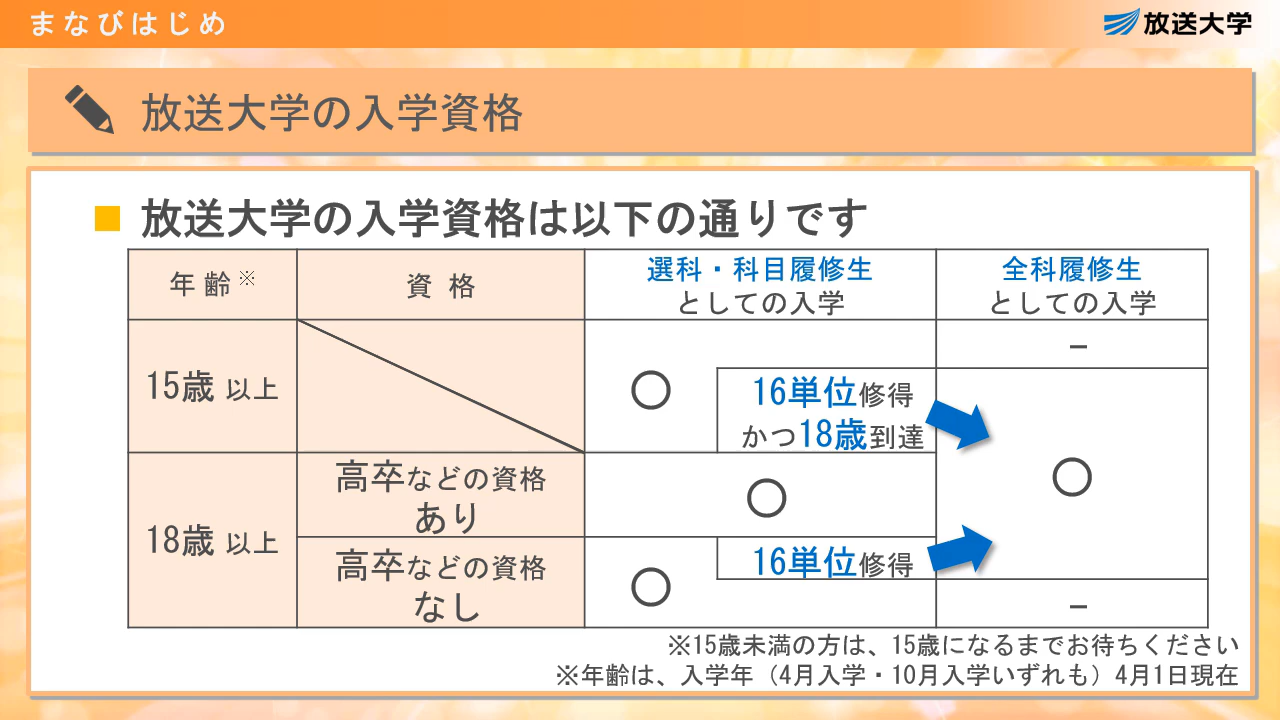 まなびはじめ
放送大学
放送大学の入学資格
■ 放送大学の入学資格は以下の通りです
年齢※
資格
選科・科目履修生
としての入学
全科履修生
としての入学
15歳 以上
○
16単位修得
かつ18歳到達
−
18歳 以上
高卒などの資格
あり
○
○
高卒などの資格
なし
○
16単位修得
−
※15歳未満の方は、15歳になるまでお待ちください
※年齢は、入学年（4月入学・10月入学いずれも）4月1日現在